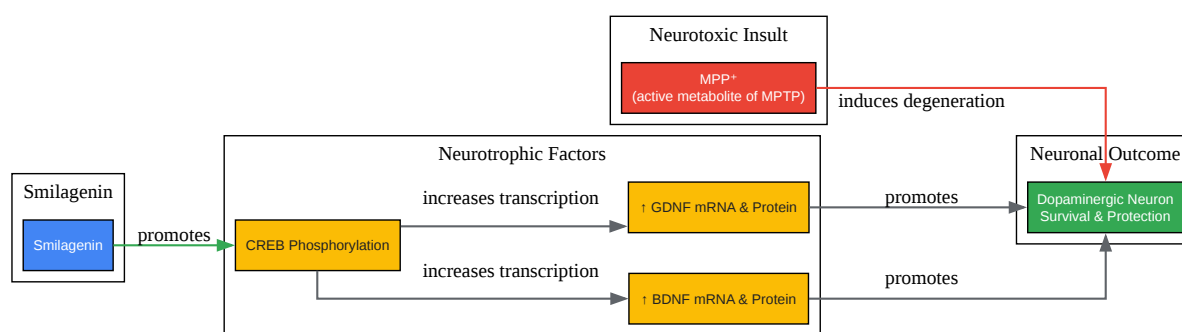 Neurotoxic Insult
MPP⁺
(active metabolite of MPTP)
induces degeneration
Neurotrophic Factors
Neuronal Outcome
Smilagenin
increases transcription
promotes
↑ GDNF mRNA & Protein
Dopaminergic Neuron
Survival & Protection
Smilagenin
promotes
CREB Phosphorylation
increases transcription
promotes
↑ BDNF mRNA & Protein